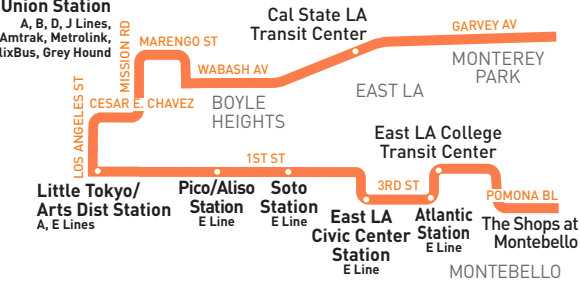 Union Station
A, B, D, J Lines,
Amtrak, Metrolink,
lixBus, Grey Hound
MISSION RD
MARENGO ST
WABASH AV
Cal State LA
Transit Center
GARVEY AV
MONTEREY
PARK
EAST LA
LOS ANGELES ST
CESAR E. CHAVEZ
BOYLE
HEIGHTS
1ST ST
East LA College
Transit Center
Little Tokyo/
Arts Dist Station
A, E Lines
Pico/Aliso
Station
E Line
Soto
Station
E Line
East LA
Civic Center
Station
E Line
3RD ST
Atlantic
Station
E Line
POMONA BL
The Shops at
Montebello
MONTEBELLO